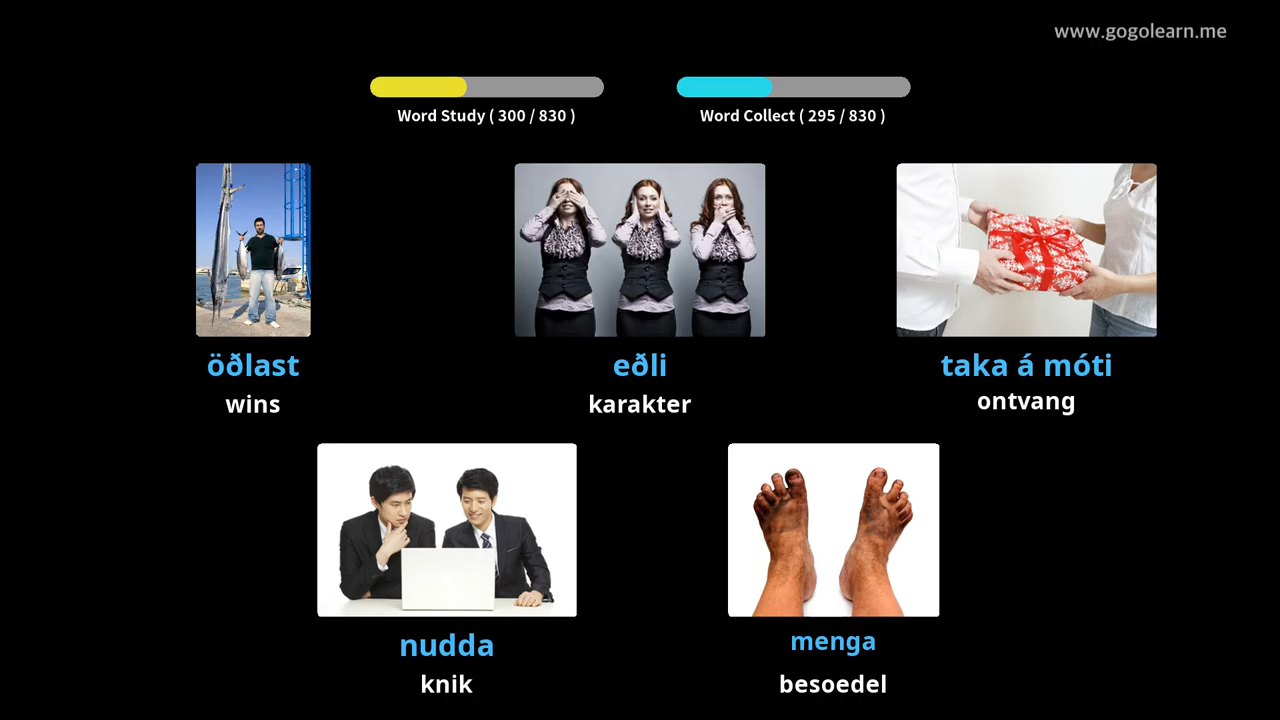 www.gogolearn.me
Word Study ( 300 / 830 )
Word Collect ( 295 / 830 )
öðlast
wins
eðli
karakter
taka á móti
ontvang
nudda
knik
menga
besoedel